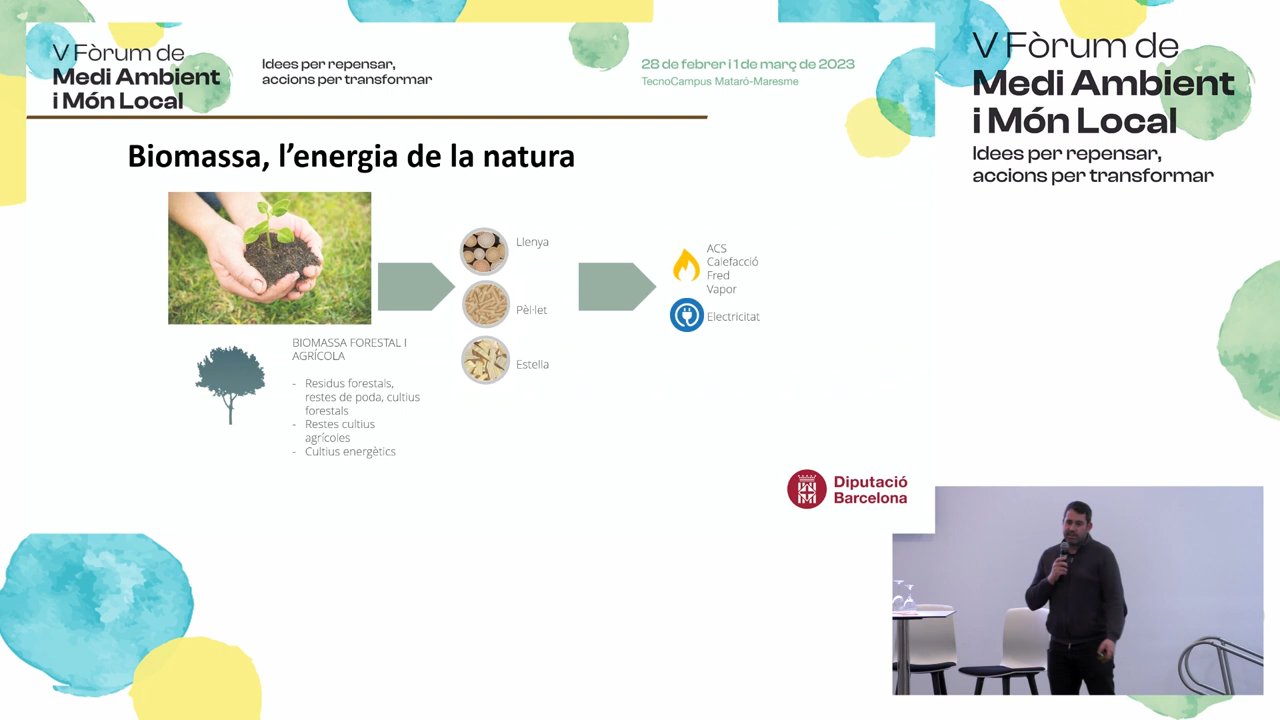 V Fòrum de
Medi Ambient
i Món Local
Idees per repensar,
accions per transformar
28 de febrer i 1 de març de 2023
TecnoCampus Mataró-Maresme
Biomassa, l’energia de la natura
BIOMASSA FORESTAL I
AGRÍCOLA
- Residus forestals,
restes de poda, cultius
forestals
- Restes cultius
agrícoles
- Cultius energètics
Llenya
Pèl·let
Estella
ACS
Calefacció
Fred
Vapor
Electricitat
Diputació
Barcelona
V Fòrum de
Medi Ambient
i Món Local
Idees per repensar,
accions per transformar